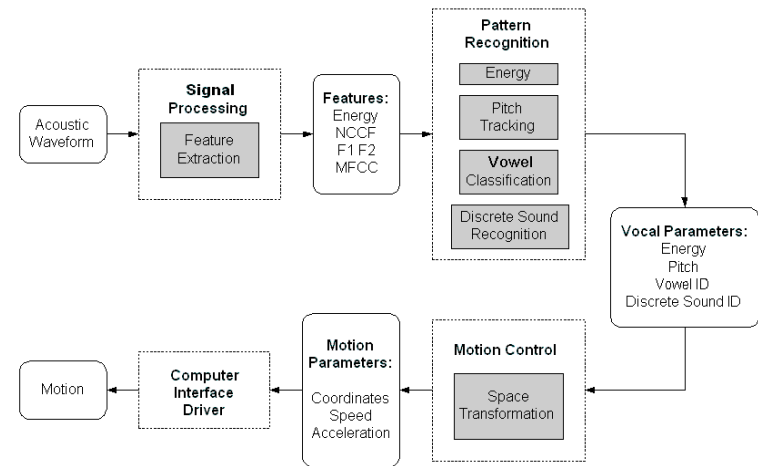 Acoustic
Waveform
Signal
Processing
Feature
Extraction
Features:
Energy
NCCF
F1 F2
MFCC
Pattern
Recognition
Energy
Pitch
Tracking
Vowel
Classification
Discrete Sound
Recognition
Vocal Parameters:
Energy
Pitch
Vowel ID
Discrete Sound ID
Motion Control
Space
Transformation
Motion
Parameters:
Coordinates
Speed
Acceleration
Computer
Interface
Driver
Motion